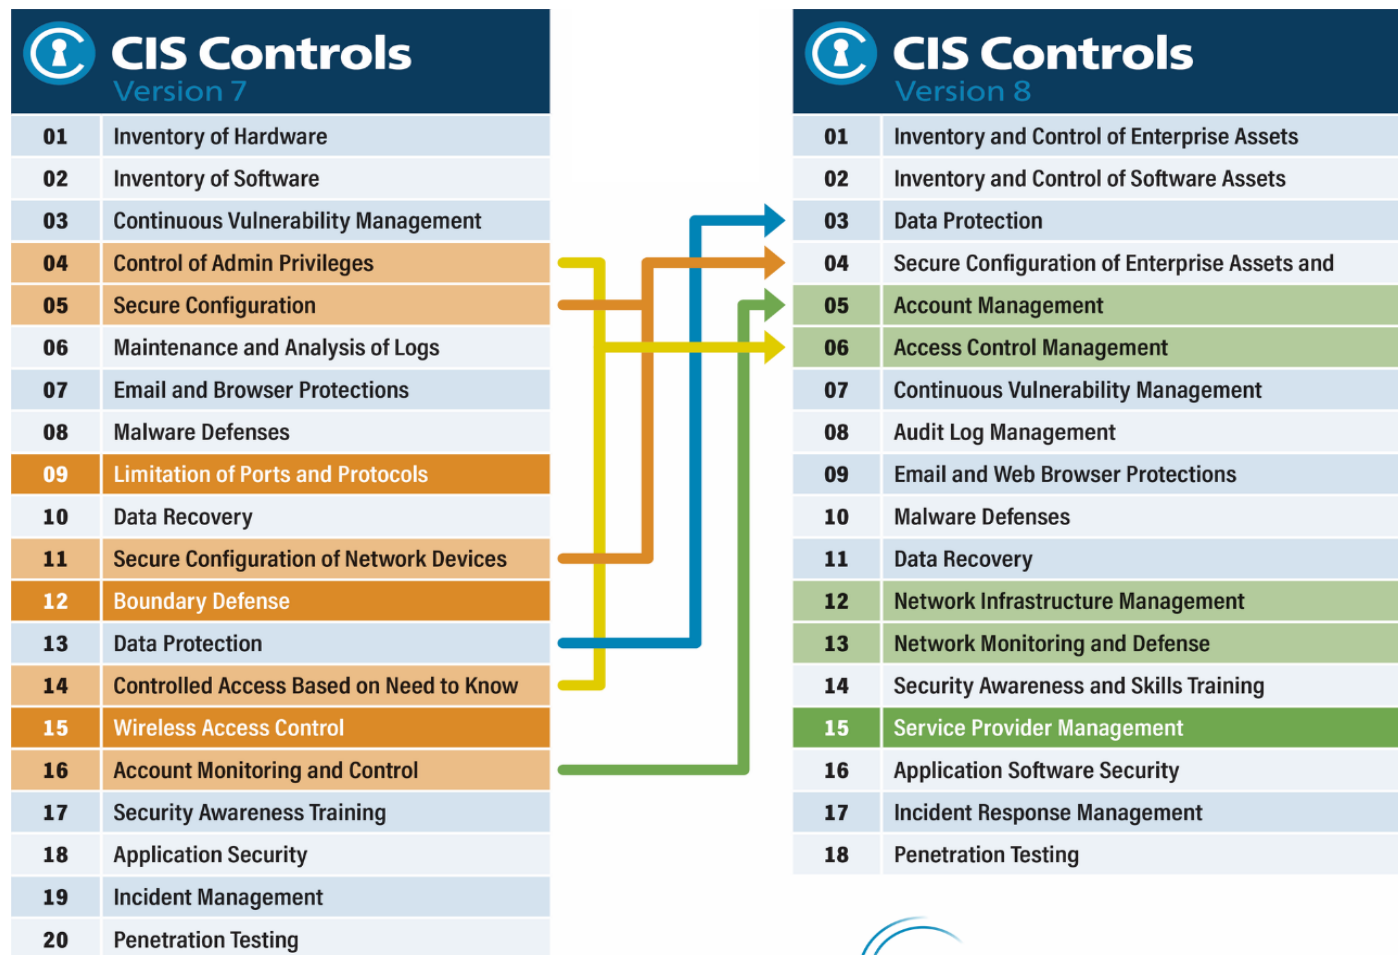 CIS Controls
Version 7
01 Inventory of Hardware
02 Inventory of Software
03 Continuous Vulnerability Management
04 Control of Admin Privileges
05 Secure Configuration
06 Maintenance and Analysis of Logs
07 Email and Browser Protections
08 Malware Defenses
09 Limitation of Ports and Protocols
10 Data Recovery
11 Secure Configuration of Network Devices
12 Boundary Defense
13 Data Protection
14 Controlled Access Based on Need to Know
15 Wireless Access Control
16 Account Monitoring and Control
17 Security Awareness Training
18 Application Security
19 Incident Management
20 Penetration Testing
CIS Controls
Version 8
01 Inventory and Control of Enterprise Assets
02 Inventory and Control of Software Assets
03 Data Protection
04 Secure Configuration of Enterprise Assets and
05 Account Management
06 Access Control Management
07 Continuous Vulnerability Management
08 Audit Log Management
09 Email and Web Browser Protections
10 Malware Defenses
11 Data Recovery
12 Network Infrastructure Management
13 Network Monitoring and Defense
14 Security Awareness and Skills Training
15 Service Provider Management
16 Application Software Security
17 Incident Response Management
18 Penetration Testing